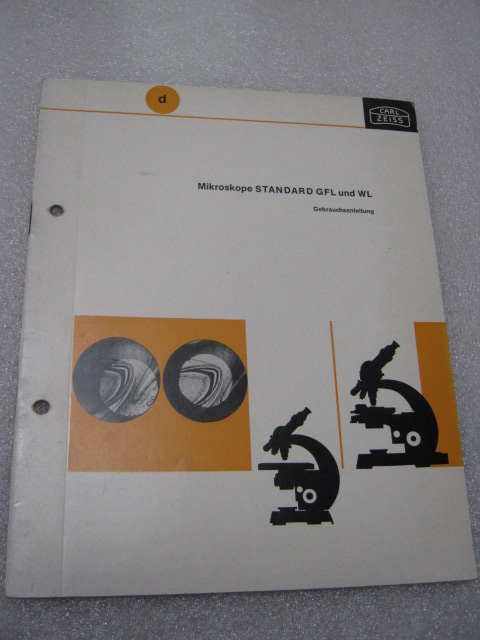 d
CARL
ZEISS
Mikroskope STANDARD GFL und WL
Gebrauchsanleitung